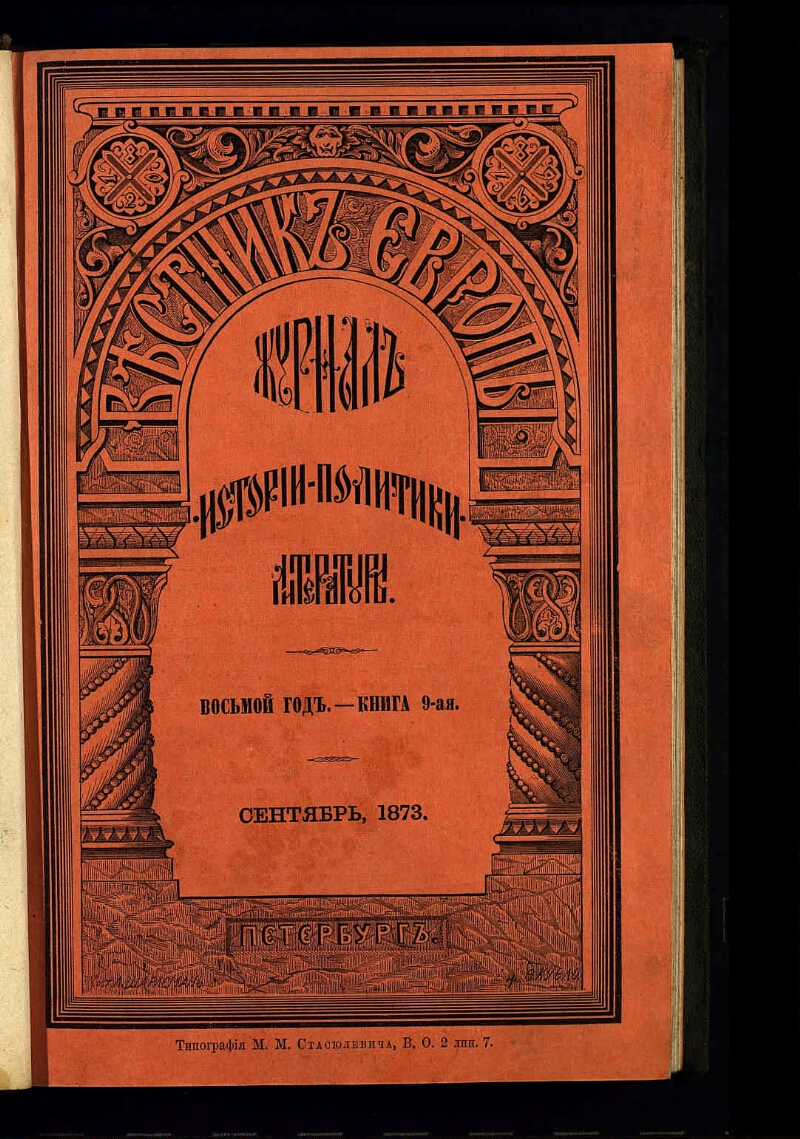 ВѢСТНИКЪ ЕВРОПЫ
ЖУРНАЛЪ
ИСТОРІИ-ПОЛИТИКИ
ЛИТЕРАТУРЫ.
ВОСЬМОЙ ГОДЪ.—КНИГА 9-ая.
СЕНТЯБРЬ, 1873.
ПЕТЕРБУРГЪ.
Типографія М. М. Стасюлевича, В. О. 2 лин. 7.